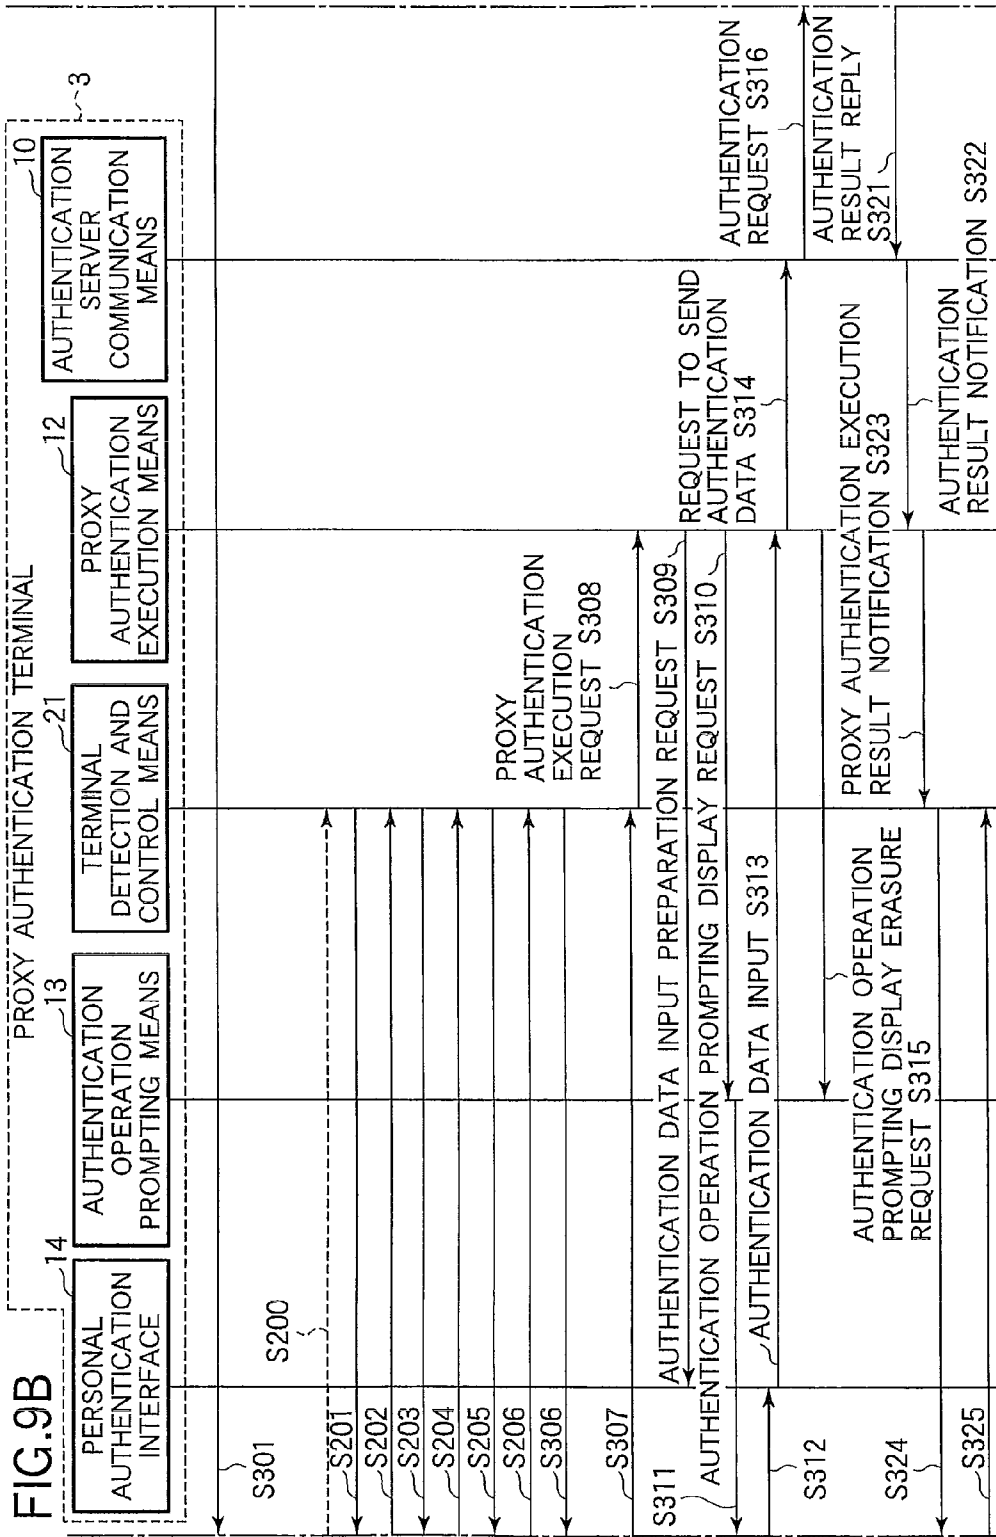 FIG.9B
PROXY AUTHENTICATION TERMINAL
3
14
PERSONAL
AUTHENTICATION
INTERFACE
13
AUTHENTICATION
OPERATION
PROMPTING MEANS
21
TERMINAL
DETECTION AND
CONTROL MEANS
12
PROXY
AUTHENTICATION
EXECUTION MEANS
10
AUTHENTICATION
SERVER
COMMUNICATION
MEANS
S301
S200
S201
S202
S203
S204
S205
S206
S306
S307
PROXY
AUTHENTICATION
EXECUTION
REQUEST S308
AUTHENTICATION DATA INPUT PREPARATION REQUEST S309
AUTHENTICATION OPERATION PROMPTING DISPLAY REQUEST S310
S311
S312
AUTHENTICATION DATA INPUT S313
REQUEST TO SEND
AUTHENTICATION
DATA S314
AUTHENTICATION
REQUEST S316
AUTHENTICATION OPERATION
PROMPTING DISPLAY ERASURE
REQUEST S315
AUTHENTICATION
RESULT REPLY
S321
AUTHENTICATION
RESULT NOTIFICATION S322
PROXY AUTHENTICATION EXECUTION
RESULT NOTIFICATION S323
S324
S325